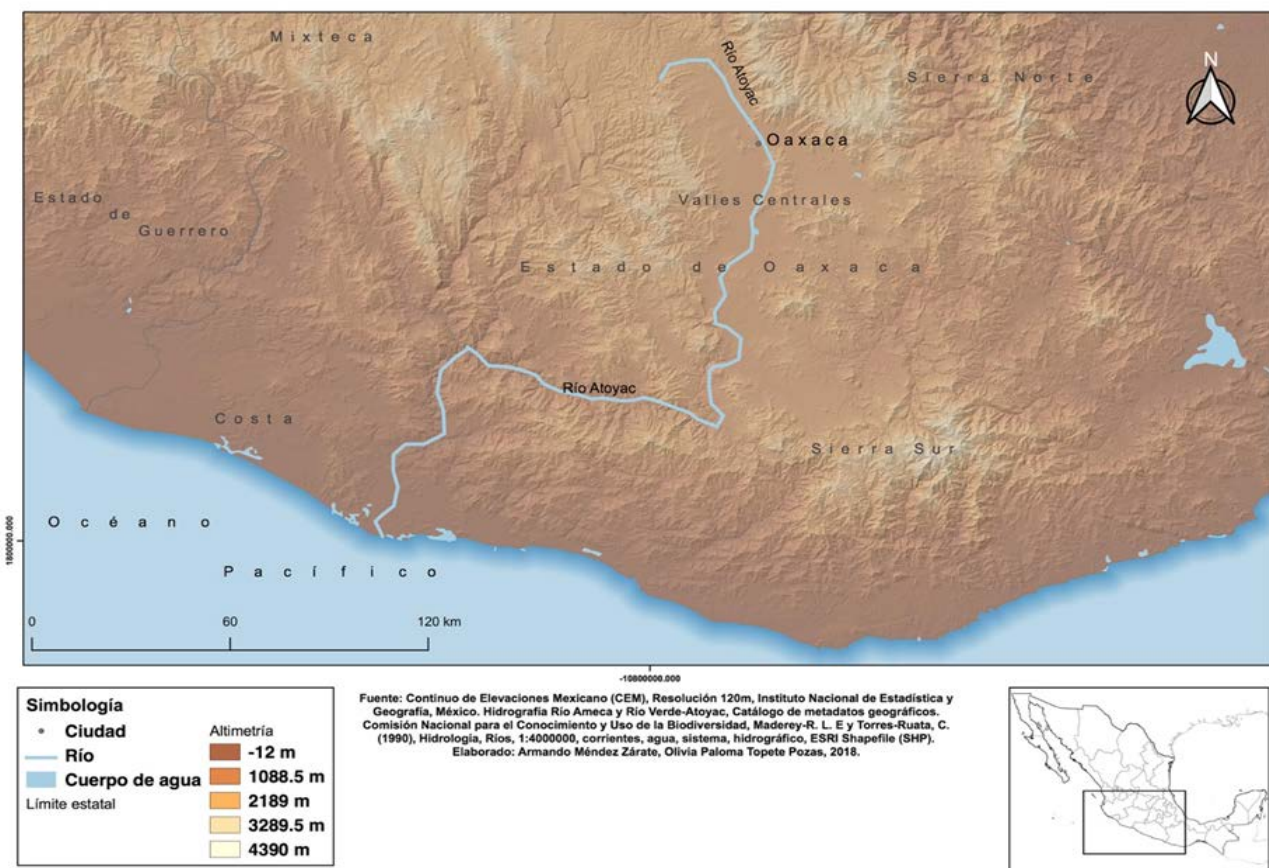 Mixteca
Río Atoyac
Sierra Norte
N
Oaxaca
Estado
de
Guerrero
Valles Centrales
Estado de Oaxaca
Río Atoyac
Costa
Sierra Sur
Océano
Pacífico
1800000.000
0 60 120 km
-10800000.000
Simbología
Ciudad
Río
Cuerpo de agua
Límite estatal
Altimetría
-12 m
1088.5 m
2189 m
3289.5 m
4390 m
Fuente: Continuo de Elevaciones Mexicano (CEM), Resolución 120m, Instituto Nacional de Estadística y
Geografía, México. Hidrografía Río Ameca y Río Verde-Atoyac, Catálogo de metadatos geográficos.
Comisión Nacional para el Conocimiento y Uso de la Biodiversidad, Maderey-R. L. E y Torres-Ruata, C.
(1990), Hidrología, Ríos, 1:4000000, corrientes, agua, sistema, hidrográfico, ESRI Shapefile (SHP).
Elaborado: Armando Méndez Zárate, Olivia Paloma Topete Pozas, 2018.